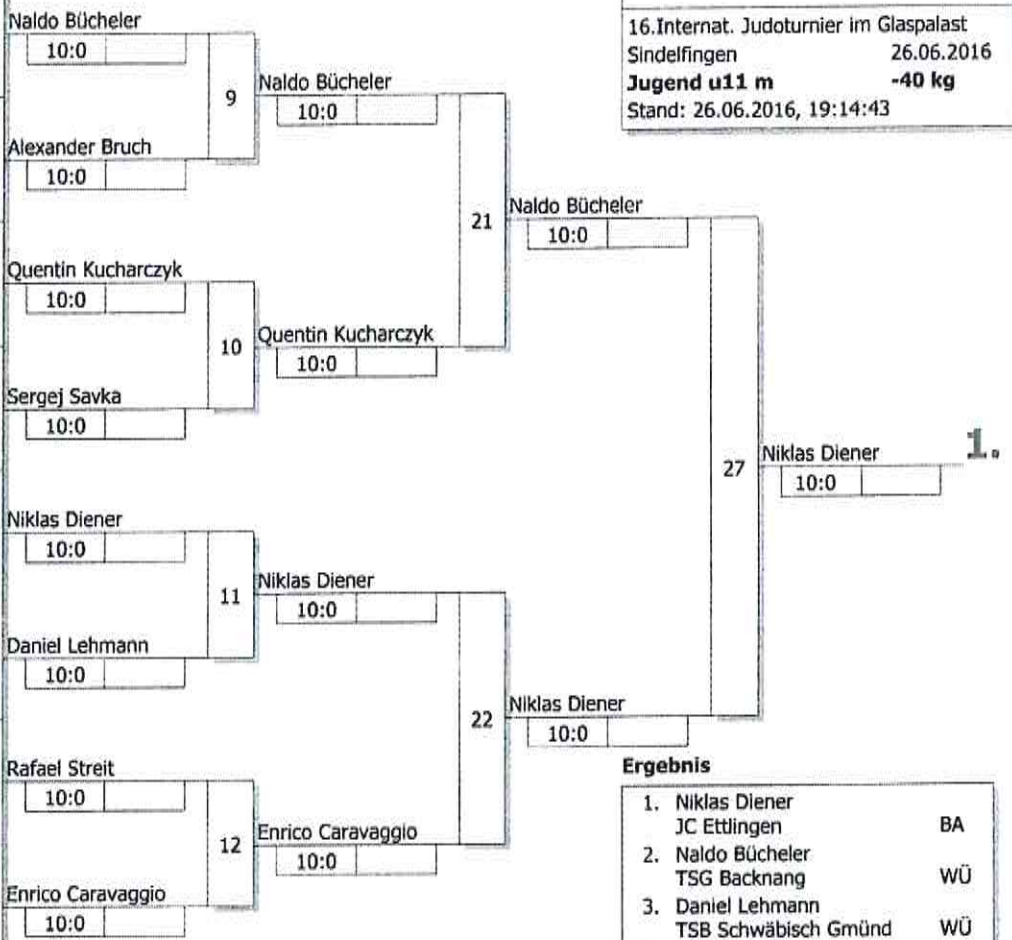 16.Internat. Judoturnier im Glaspalast
Sindelfingen 26.06.2016
Jugend u11 m -40 kg
Stand: 26.06.2016, 19:14:43
Naldo Bücheler
10:0
9
Alexander Bruch
10:0
Quentin Kucharczyk
10:0
10
Sergej Savka
10:0
Niklas Diener
10:0
11
Daniel Lehmann
10:0
Rafael Streit
10:0
12
Enrico Caravaggio
10:0
Naldo Bücheler
10:0
21
Quentin Kucharczyk
10:0
Niklas Diener
10:0
22
Enrico Caravaggio
10:0
Naldo Bücheler
10:0
27
Niklas Diener
10:0
Niklas Diener 1.
10:0
Ergebnis
1. Niklas Diener
JC Ettlingen BA
2. Naldo Bücheler
TSG Backnang WÜ
3. Daniel Lehmann
TSB Schwäbisch Gmünd WÜ